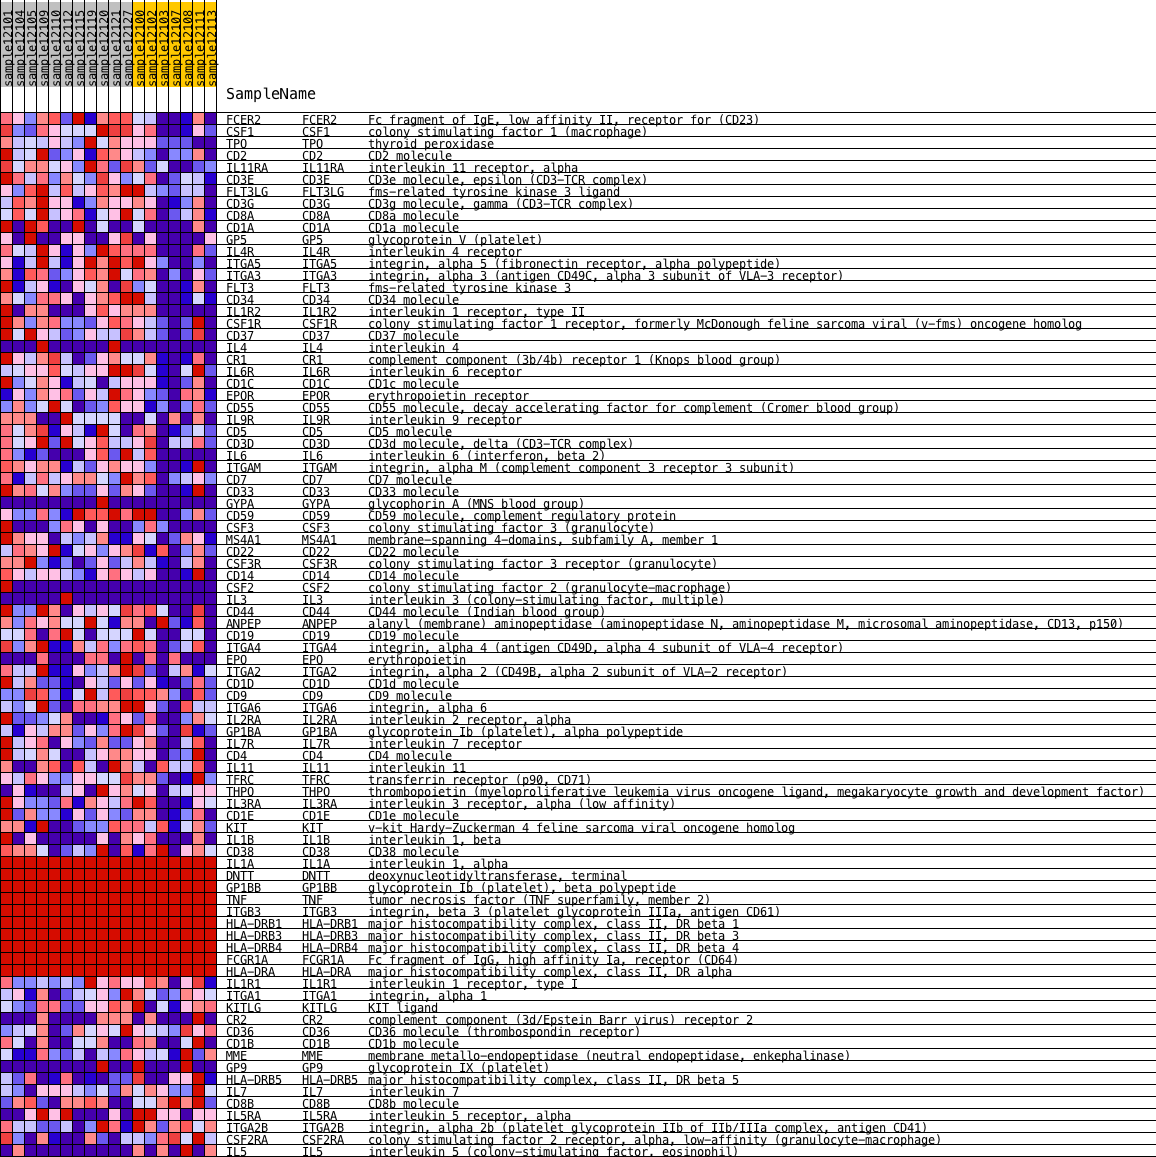 sample12101
sample12104
sample12105
sample12109
sample12110
sample12112
sample12115
sample12119
sample12120
sample12121
sample12127
sample12100
sample12102
sample12103
sample12107
sample12108
sample12111
sample12113
SampleName
FCER2 FCER2 Fc fragment of IgE, low affinity II, receptor for (CD23)
CSF1 CSF1 colony stimulating factor 1 (macrophage)
TPO TPO thyroid peroxidase
CD2 CD2 CD2 molecule
IL11RA IL11RA interleukin 11 receptor, alpha
CD3E CD3E CD3e molecule, epsilon (CD3-TCR complex)
FLT3LG FLT3LG fms-related tyrosine kinase 3 ligand
CD3G CD3G CD3g molecule, gamma (CD3-TCR complex)
CD8A CD8A CD8a molecule
CD1A CD1A CD1a molecule
GP5 GP5 glycoprotein V (platelet)
IL4R IL4R interleukin 4 receptor
ITGA5 ITGA5 integrin, alpha 5 (fibronectin receptor, alpha polypeptide)
ITGA3 ITGA3 integrin, alpha 3 (antigen CD49C, alpha 3 subunit of VLA-3 receptor)
FLT3 FLT3 fms-related tyrosine kinase 3
CD34 CD34 CD34 molecule
IL1R2 IL1R2 interleukin 1 receptor, type II
CSF1R CSF1R colony stimulating factor 1 receptor, formerly McDonough feline sarcoma viral (v-fms) oncogene homolog
CD37 CD37 CD37 molecule
IL4 IL4 interleukin 4
CR1 CR1 complement component (3b/4b) receptor 1 (Knops blood group)
IL6R IL6R interleukin 6 receptor
CD1C CD1C CD1c molecule
EPOR EPOR erythropoietin receptor
CD55 CD55 CD55 molecule, decay accelerating factor for complement (Cromer blood group)
IL9R IL9R interleukin 9 receptor
CD5 CD5 CD5 molecule
CD3D CD3D CD3d molecule, delta (CD3-TCR complex)
IL6 IL6 interleukin 6 (interferon, beta 2)
ITGAM ITGAM integrin, alpha M (complement component 3 receptor 3 subunit)
CD7 CD7 CD7 molecule
CD33 CD33 CD33 molecule
GYPA GYPA glycophorin A (MNS blood group)
CD59 CD59 CD59 molecule, complement regulatory protein
CSF3 CSF3 colony stimulating factor 3 (granulocyte)
MS4A1 MS4A1 membrane-spanning 4-domains, subfamily A, member 1
CD22 CD22 CD22 molecule
CSF3R CSF3R colony stimulating factor 3 receptor (granulocyte)
CD14 CD14 CD14 molecule
CSF2 CSF2 colony stimulating factor 2 (granulocyte-macrophage)
IL3 IL3 interleukin 3 (colony-stimulating factor, multiple)
CD44 CD44 CD44 molecule (Indian blood group)
ANPEP ANPEP alanyl (membrane) aminopeptidase (aminopeptidase N, aminopeptidase M, microsomal aminopeptidase, CD13, p150)
CD19 CD19 CD19 molecule
ITGA4 ITGA4 integrin, alpha 4 (antigen CD49D, alpha 4 subunit of VLA-4 receptor)
EPO EPO erythropoietin
ITGA2 ITGA2 integrin, alpha 2 (CD49B, alpha 2 subunit of VLA-2 receptor)
CD1D CD1D CD1d molecule
CD9 CD9 CD9 molecule
ITGA6 ITGA6 integrin, alpha 6
IL2RA IL2RA interleukin 2 receptor, alpha
GP1BA GP1BA glycoprotein Ib (platelet), alpha polypeptide
IL7R IL7R interleukin 7 receptor
CD4 CD4 CD4 molecule
IL11 IL11 interleukin 11
TFRC TFRC transferrin receptor (p90, CD71)
THPO THPO thrombopoietin (myeloproliferative leukemia virus oncogene ligand, megakaryocyte growth and development factor)
IL3RA IL3RA interleukin 3 receptor, alpha (low affinity)
CD1E CD1E CD1e molecule
KIT KIT v-kit Hardy-Zuckerman 4 feline sarcoma viral oncogene homolog
IL1B IL1B interleukin 1, beta
CD38 CD38 CD38 molecule
IL1A IL1A interleukin 1, alpha
DNTT DNTT deoxynucleotidyltransferase, terminal
GP1BB GP1BB glycoprotein Ib (platelet), beta polypeptide
TNF TNF tumor necrosis factor (TNF superfamily, member 2)
ITGB3 ITGB3 integrin, beta 3 (platelet glycoprotein IIIa, antigen CD61)
HLA-DRB1 HLA-DRB1 major histocompatibility complex, class II, DR beta 1
HLA-DRB3 HLA-DRB3 major histocompatibility complex, class II, DR beta 3
HLA-DRB4 HLA-DRB4 major histocompatibility complex, class II, DR beta 4
FCGR1A FCGR1A Fc fragment of IgG, high affinity Ia, receptor (CD64)
HLA-DRA HLA-DRA major histocompatibility complex, class II, DR alpha
IL1R1 IL1R1 interleukin 1 receptor, type I
ITGA1 ITGA1 integrin, alpha 1
KITLG KITLG KIT ligand
CR2 CR2 complement component (3d/Epstein Barr virus) receptor 2
CD36 CD36 CD36 molecule (thrombospondin receptor)
CD1B CD1B CD1b molecule
MME MME membrane metallo-endopeptidase (neutral endopeptidase, enkephalinase)
GP9 GP9 glycoprotein IX (platelet)
HLA-DRB5 HLA-DRB5 major histocompatibility complex, class II, DR beta 5
IL7 IL7 interleukin 7
CD8B CD8B CD8b molecule
IL5RA IL5RA interleukin 5 receptor, alpha
ITGA2B ITGA2B integrin, alpha 2b (platelet glycoprotein IIb of IIb/IIIa complex, antigen CD41)
CSF2RA CSF2RA colony stimulating factor 2 receptor, alpha, low-affinity (granulocyte-macrophage)
IL5 IL5 interleukin 5 (colony-stimulating factor, eosinophil)